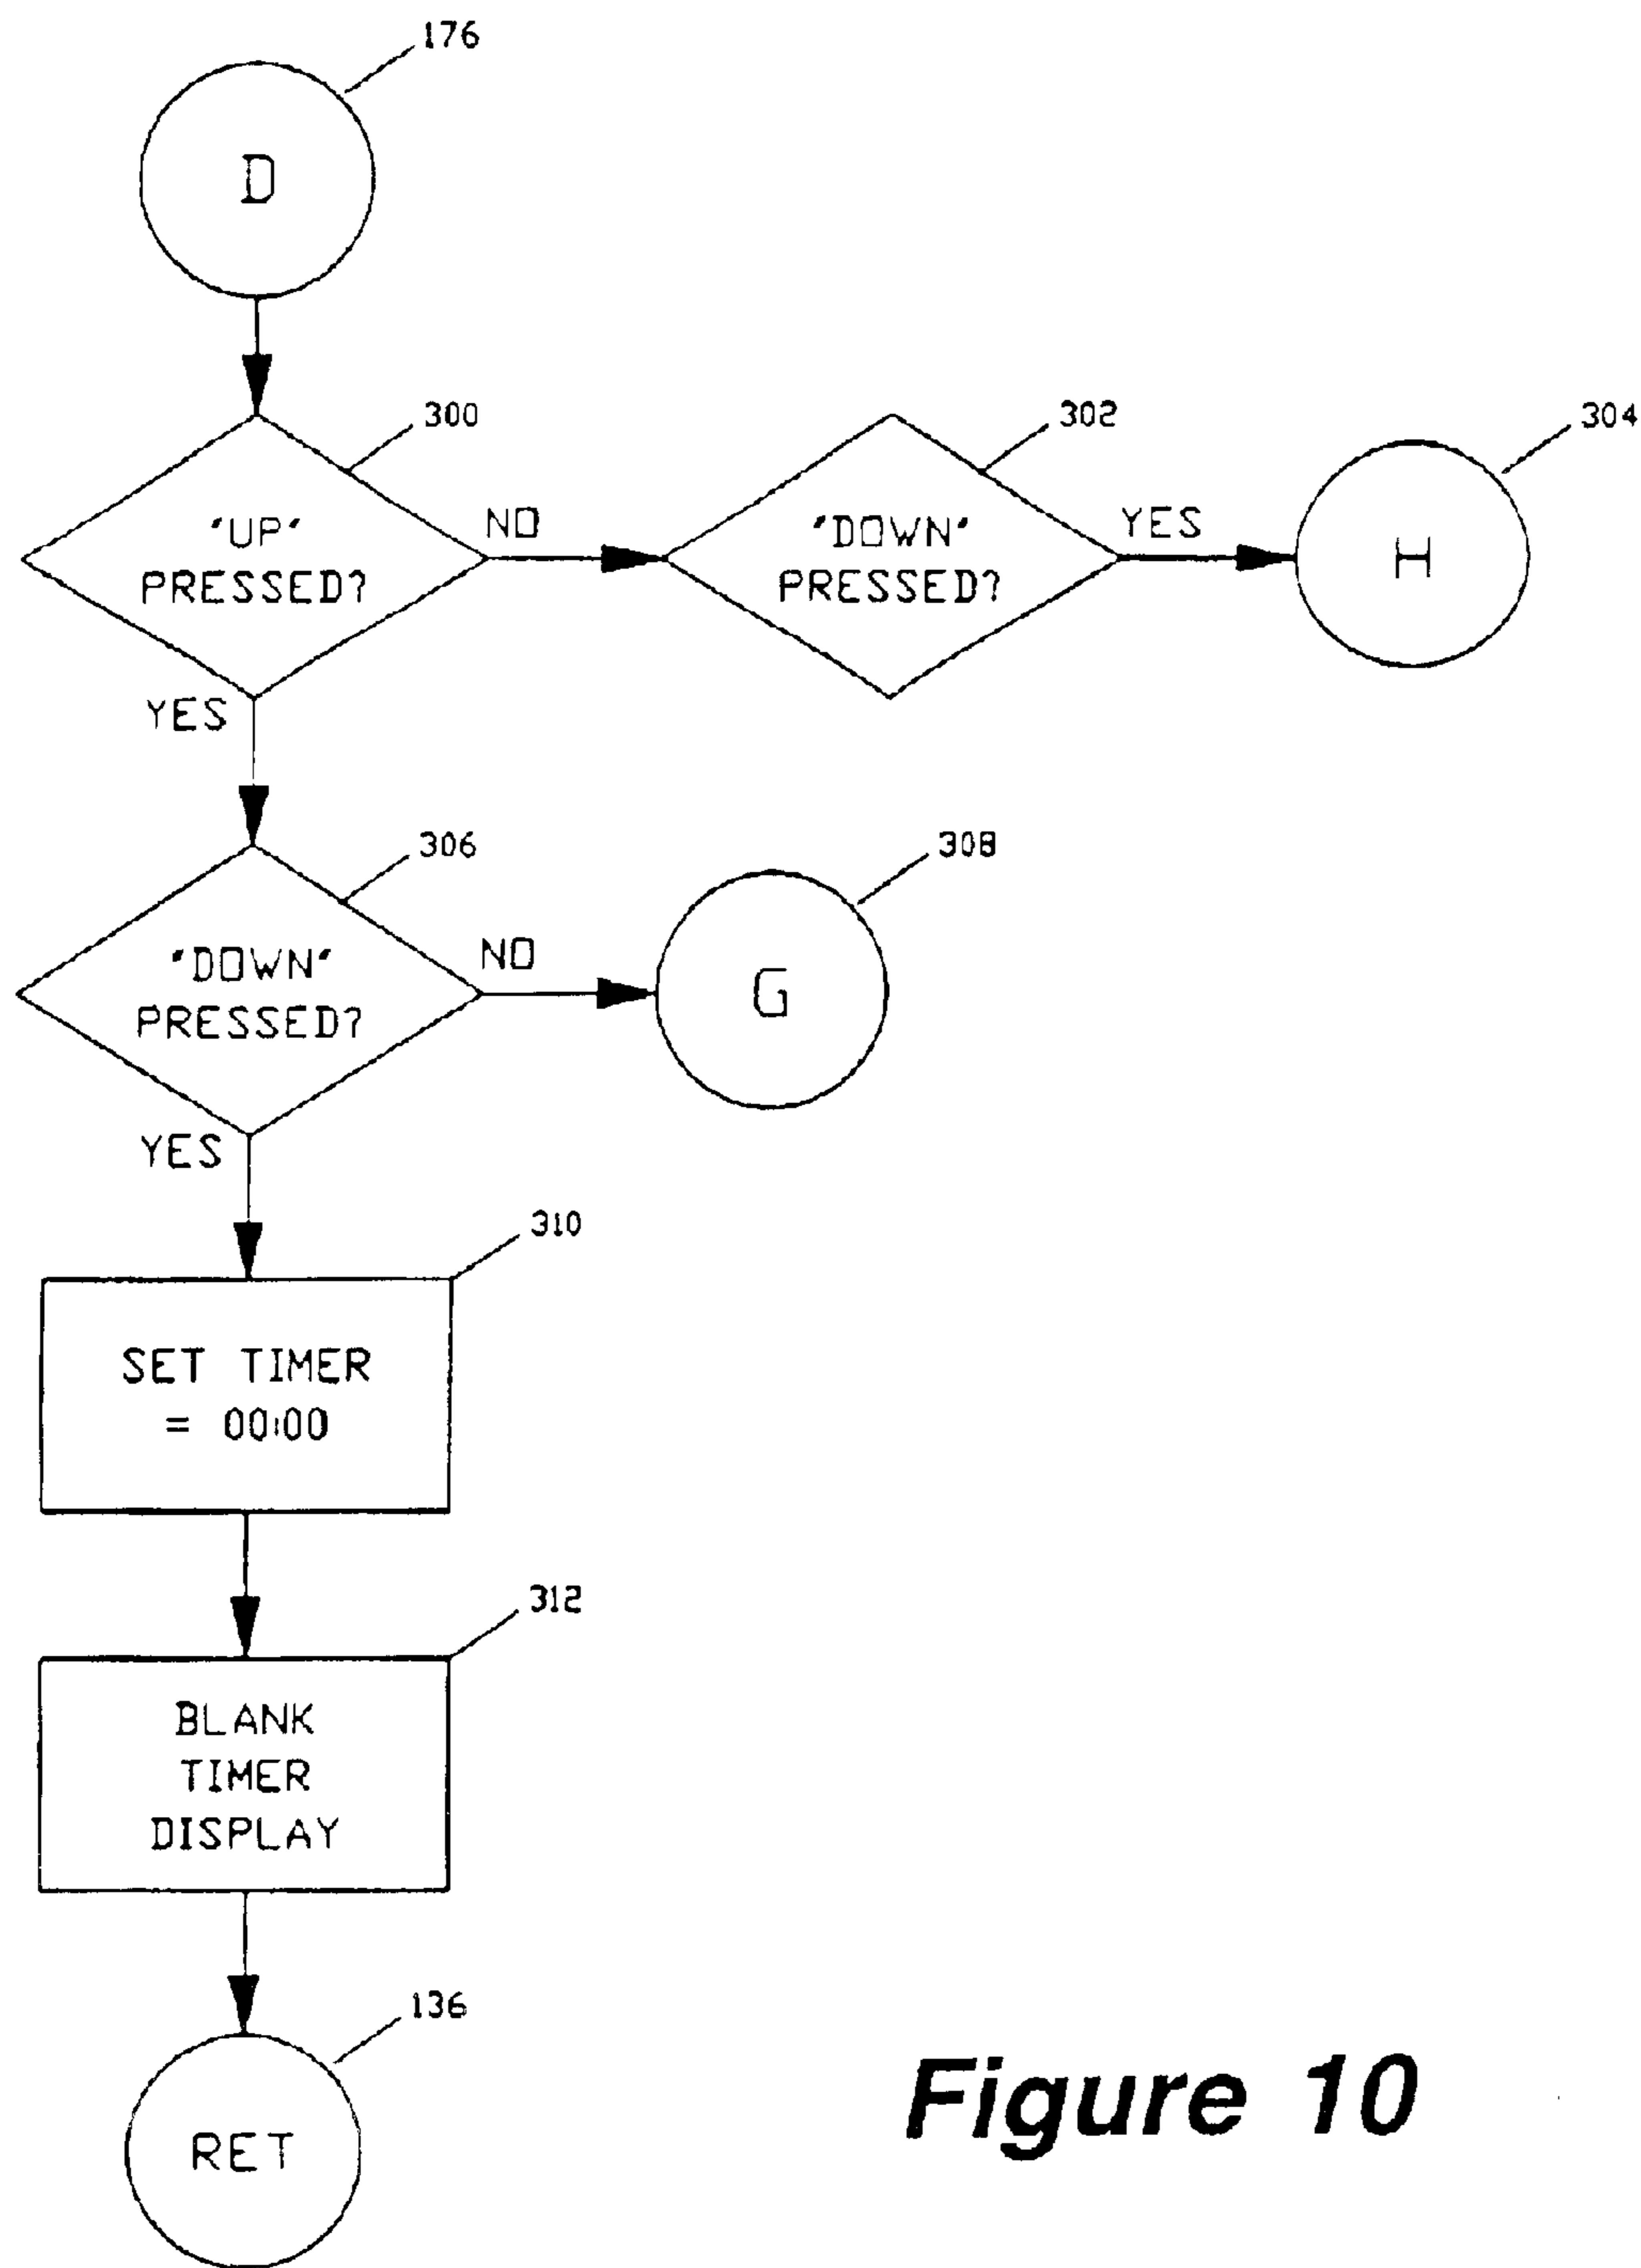 176
D
300
302
304
"UP"
PRESSED?
NO
"DOWN"
PRESSED?
YES
H
YES
306
308
"DOWN"
PRESSED?
NO
G
YES
310
SET TIMER
= 00:00
312
BLANK
TIMER
DISPLAY
136
RET
Figure 10